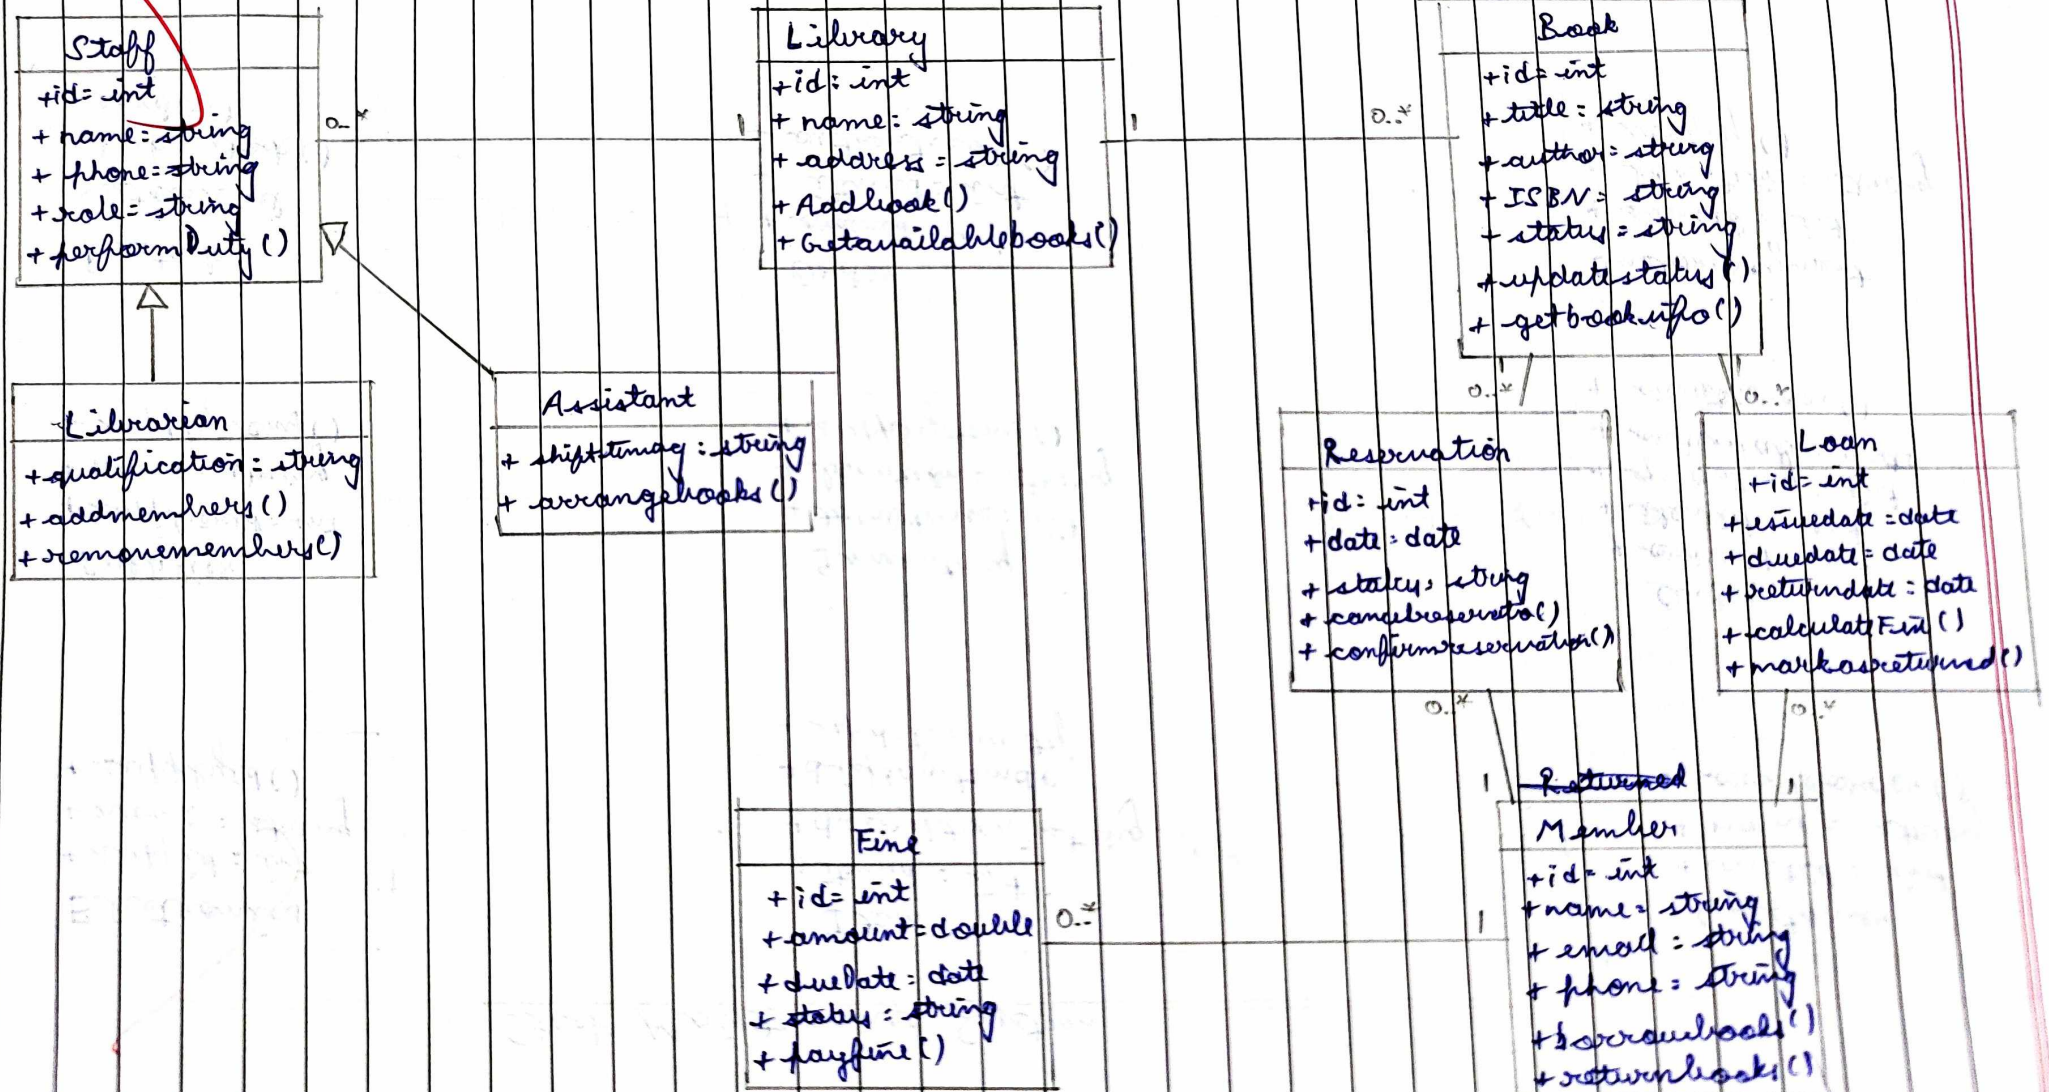 Staff
+id= int
+ name= string
+ phone= string
+ role= string
+ performDuty()
0..*
1
Library
+id: int
+ name: string
+ address = string
+ Addbook()
+ Getavailablebooks()
1
0..*
Book
+id= int
+ title = string
+ author= string
+ ISBN= string
+ status= string
+ updatestatus()
+ getbookinfo()
1
0..*
1
0..*
Librarian
+qualification= string
+ addmembers()
+ removemembers()
Assistant
+ shifttiming : string
+ arrangebooks()
Reservation
+id= int
+ date= date
+ status= string
+ cancelreservatio()
+ confirmreservation()
0..*
Loan
+id= int
+ issuedate = date
+ duedate= date
+ returndate= date
+ calculateFin()
+ markasreturned()
0..*
1
Returned
1
Fine
+ id= int
+ amount= double
+ dueDate= date
+ status = string
+ payfine()
0..*
1
Member
+id= int
+name= string
+ email = string
+ phone = string
+borrowbooks()
+ returnbooks()